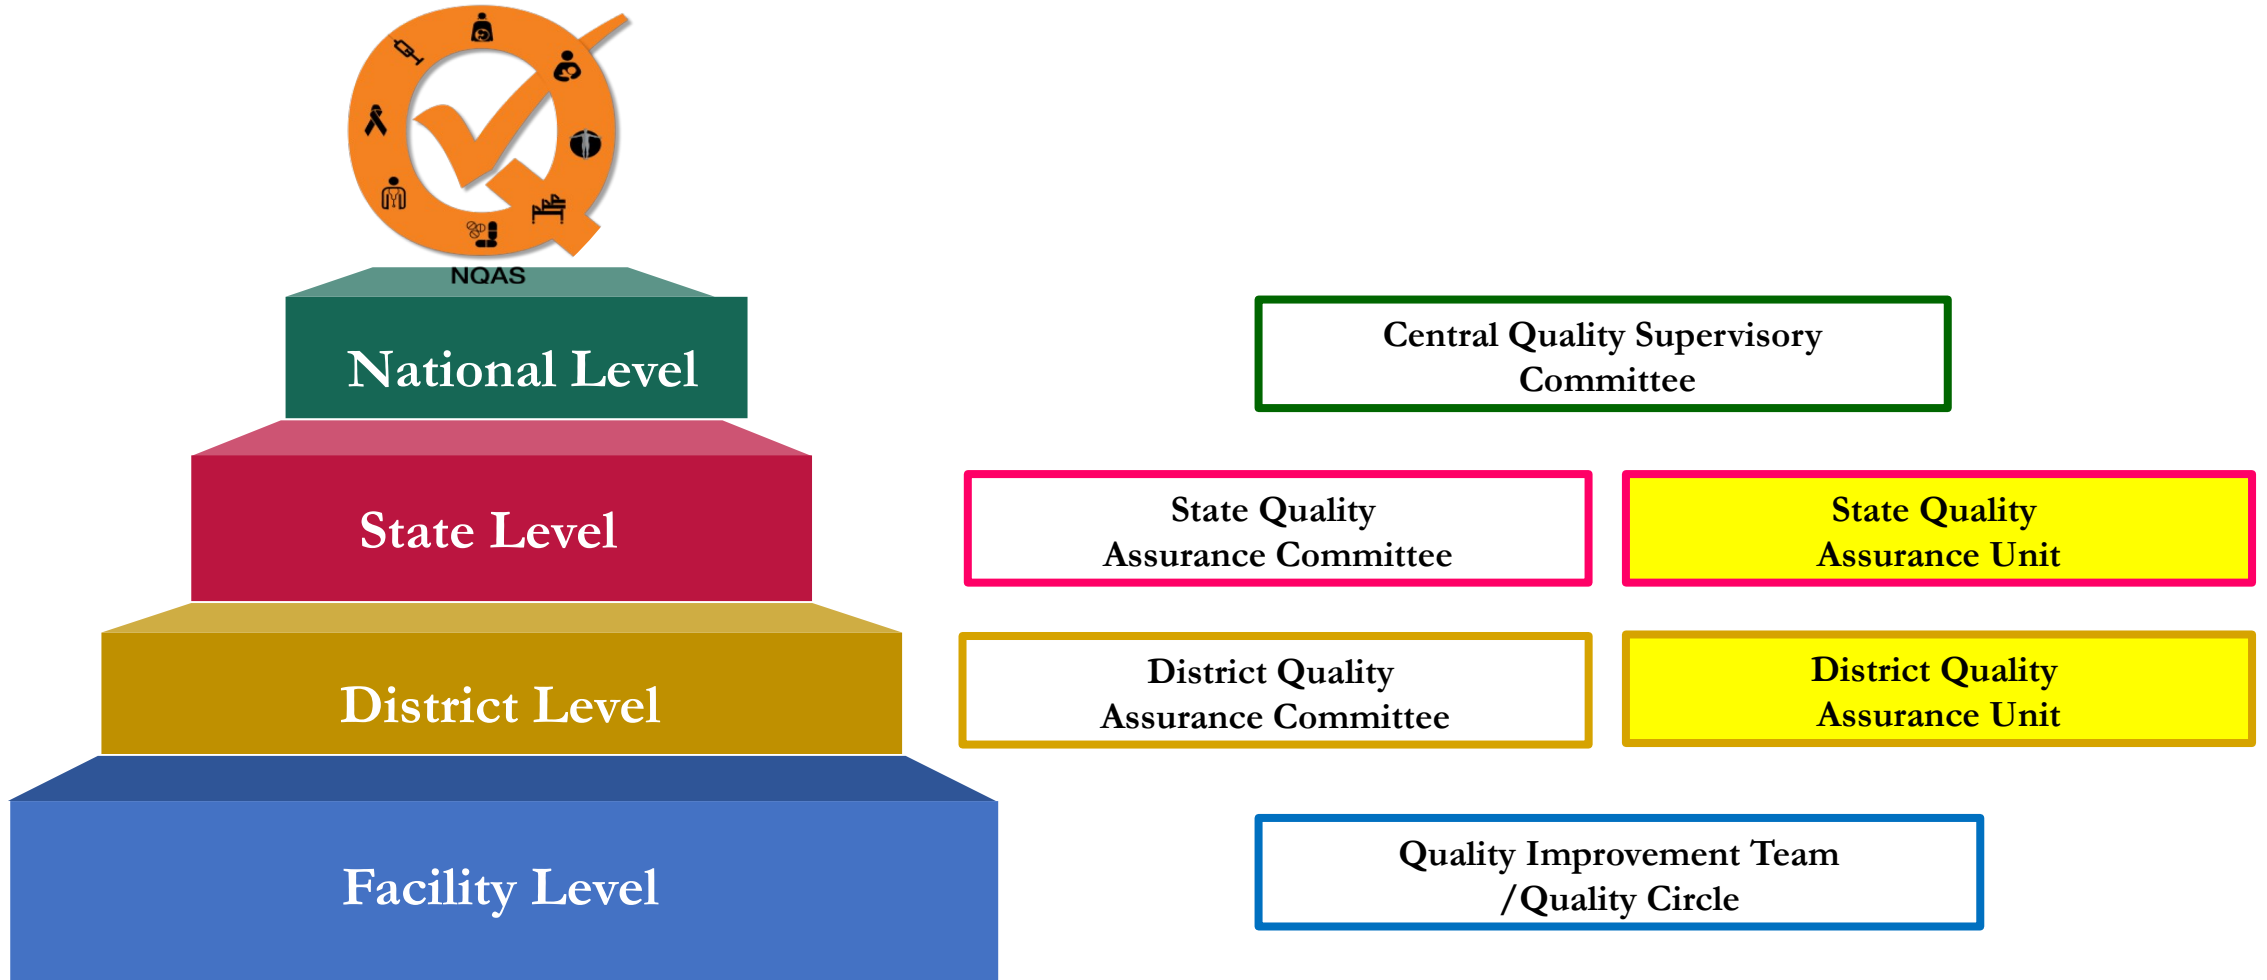 NQAS
National Level
Central Quality Supervisory
Committee
State Level
State Quality
Assurance Committee
State Quality
Assurance Unit
District Level
District Quality
Assurance Committee
District Quality
Assurance Unit
Facility Level
Quality Improvement Team
/Quality Circle